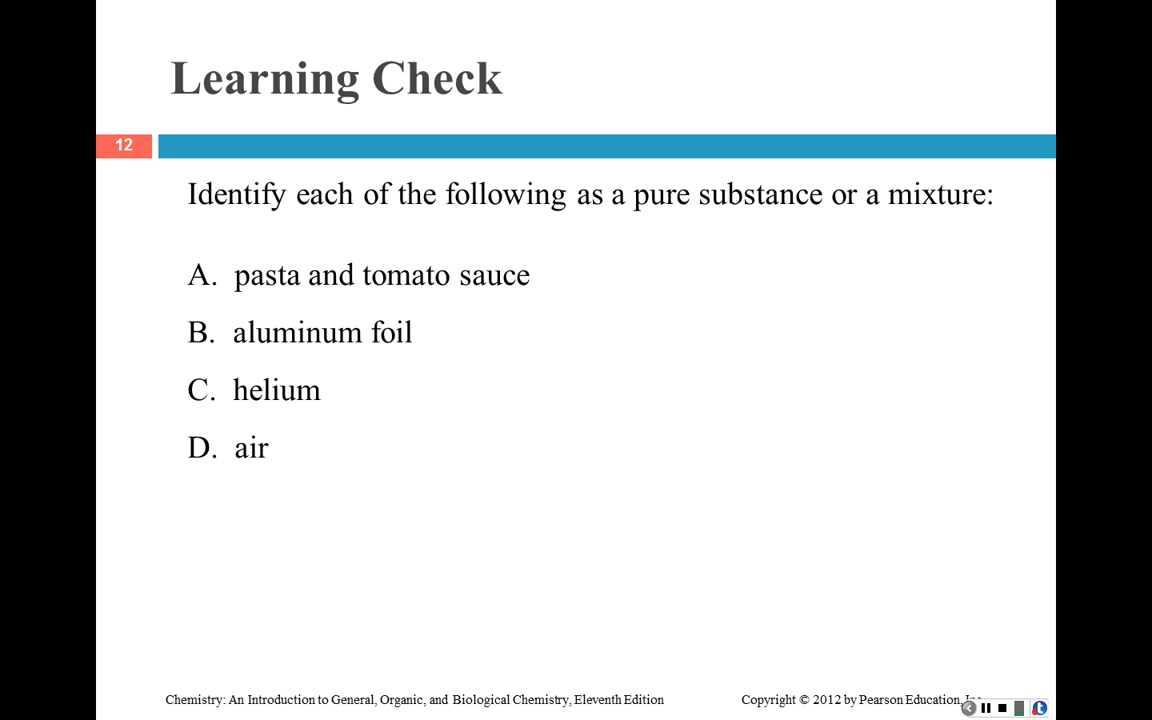 Learning Check
12
Identify each of the following as a pure substance or a mixture:
A. pasta and tomato sauce
B. aluminum foil
C. helium
D. air
Chemistry: An Introduction to General, Organic, and Biological Chemistry, Eleventh Edition
Copyright © 2012 by Pearson Education,